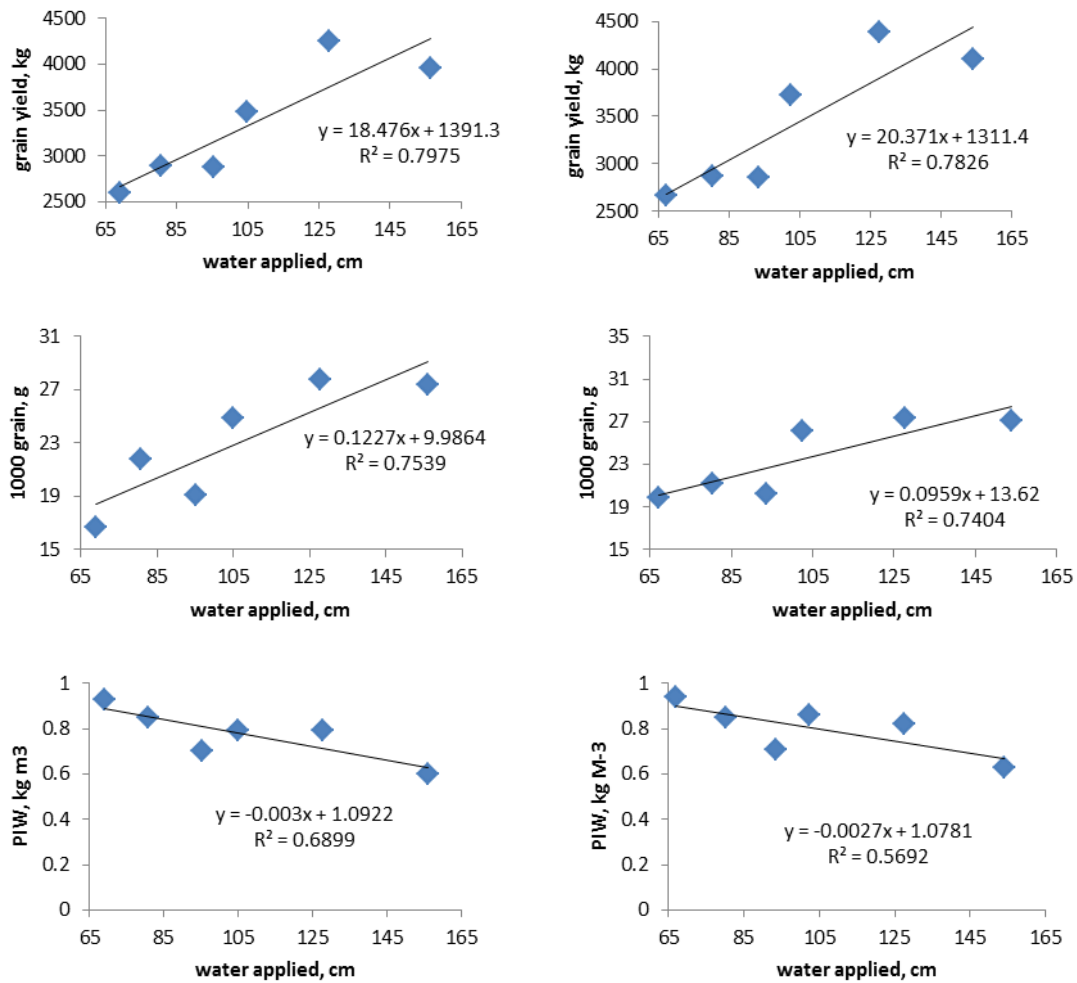 4500
4000
3500
3000
2500
grain yield, kg
y = 18.476x + 1391.3
R² = 0.7975
65 85 105 125 145 165
water applied, cm
4500
4000
3500
3000
2500
grain yield, kg
y = 20.371x + 1311.4
R² = 0.7826
65 85 105 125 145 165
water applied, cm
31
27
23
19
15
1000 grain, g
y = 0.1227x + 9.9864
R² = 0.7539
65 85 105 125 145 165
water applied, cm
35
31
27
23
19
15
1000 grain, g
y = 0.0959x + 13.62
R² = 0.7404
65 85 105 125 145 165
water applied, cm
1
0.8
0.6
0.4
0.2
0
PIW, kg m3
y = -0.003x + 1.0922
R² = 0.6899
65 85 105 125 145 165
water applied, cm
1
0.8
0.6
0.4
0.2
0
PIW, kg M-3
y = -0.0027x + 1.0781
R² = 0.5692
65 85 105 125 145 165
water applied, cm